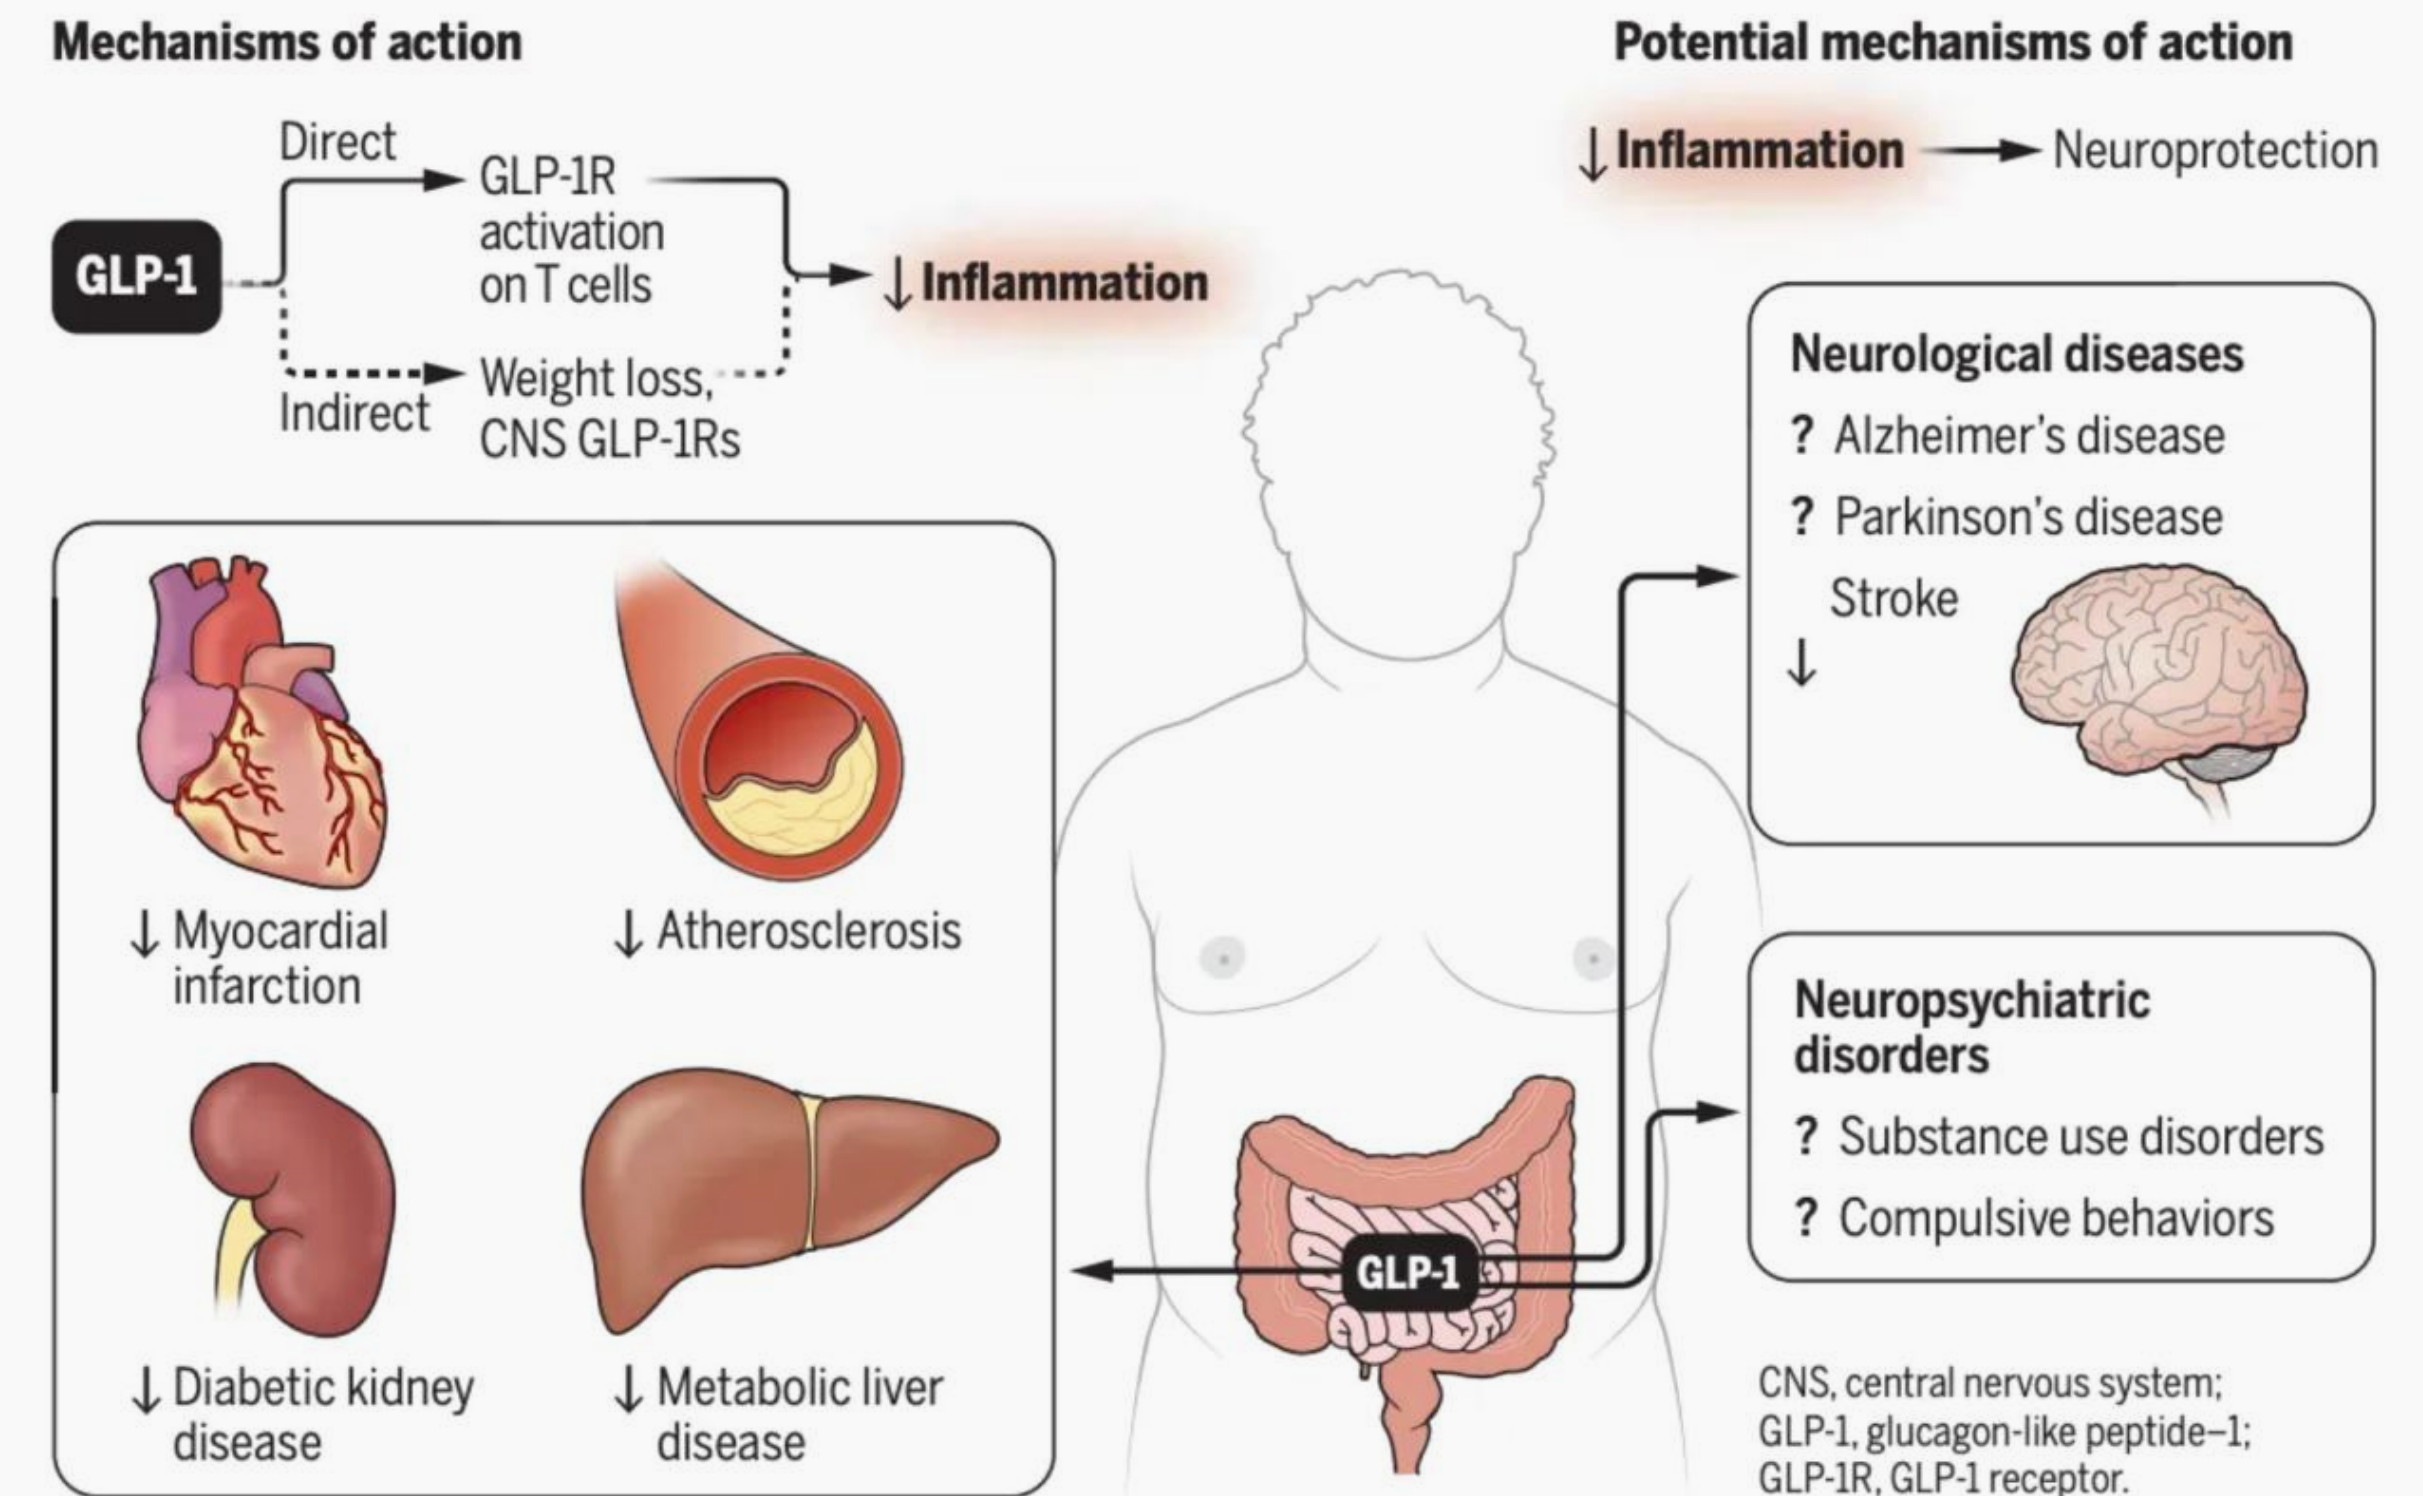 Mechanisms of action
Direct
GLP-1
GLP-1R
activation
on T cells
Indirect
Weight loss,
CNS GLP-1Rs
↓ Inflammation
↓ Myocardial
infarction
↓ Atherosclerosis
↓ Diabetic kidney
disease
↓ Metabolic liver
disease
GLP-1
Potential mechanisms of action
↓ Inflammation → Neuroprotection
Neurological diseases
? Alzheimer's disease
? Parkinson's disease
Stroke
↓
Neuropsychiatric
disorders
? Substance use disorders
? Compulsive behaviors
CNS, central nervous system;
GLP-1, glucagon-like peptide–1;
GLP-1R, GLP-1 receptor.